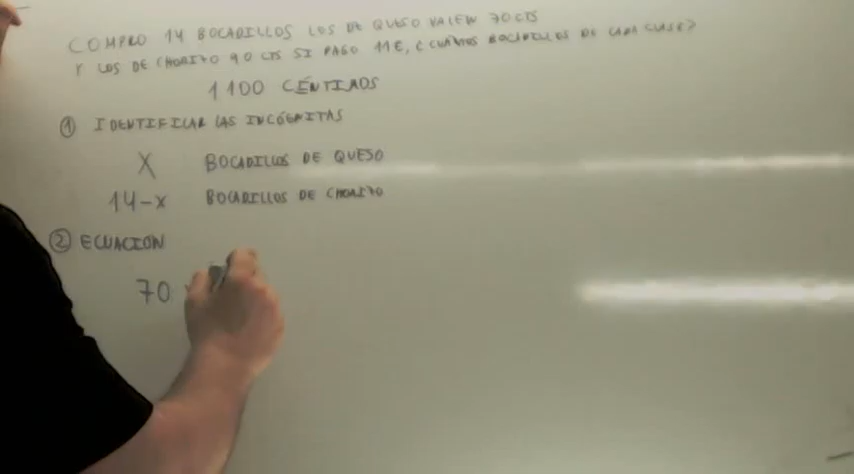 COMPRO 14 BOCADILLOS LOS DE QUESO VALEN 70 CTS
Y LOS DE CHORIZO 90 CTS SI PAGO 11€, ¿CUÁNTOS BOCADILLOS DE CADA CLASE?
1100 CÉNTIMOS
① IDENTIFICAR LAS INCÓGNITAS
X BOCADILLOS DE QUESO
14-x BOCADILLOS DE CHORIZO
② ECUACION
70